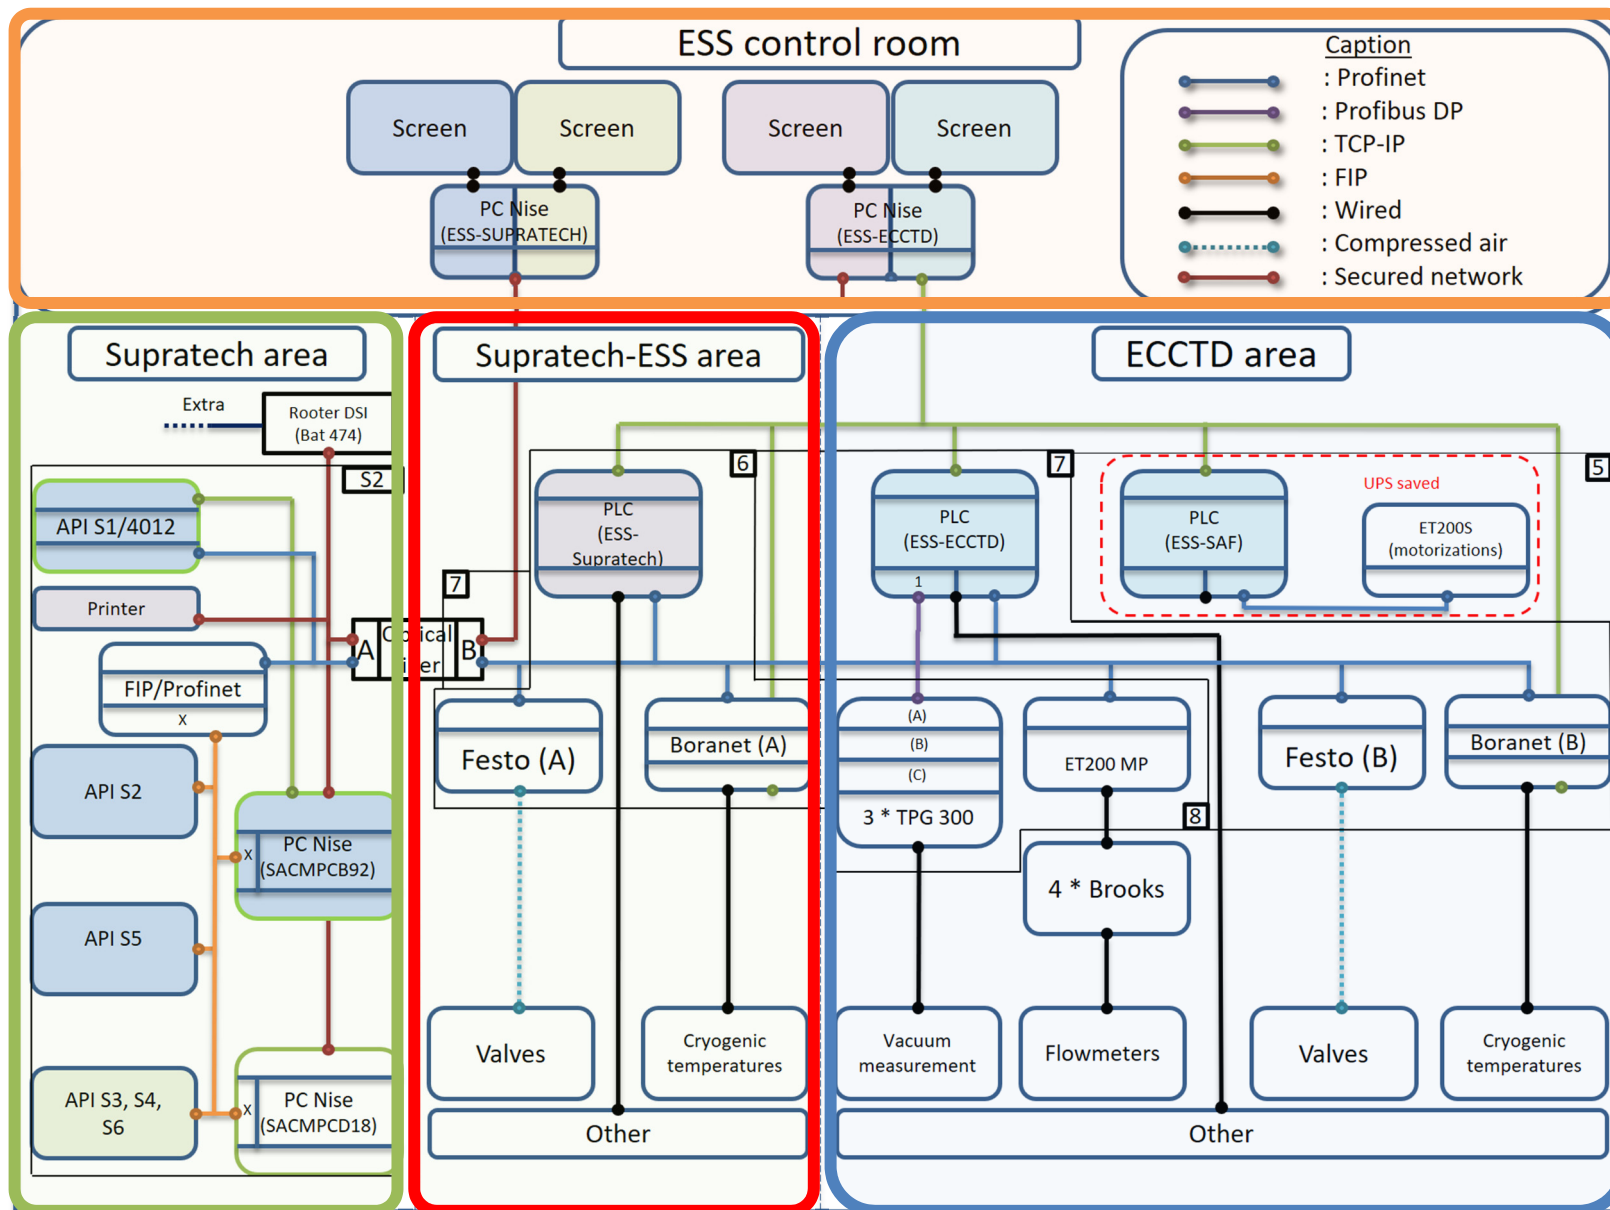 ESS control room
Caption
: Profinet
: Profibus DP
: TCP-IP
: FIP
: Wired
: Compressed air
: Secured network
Screen
Screen
Screen
Screen
PC Nise
(ESS-SUPRATECH)
PC Nise
(ESS-ECCTD)
Supratech area
Supratech-ESS area
ECCTD area
Extra
Rooter DSI
(Bat 474)
S2
API S1/4012
Printer
FIP/Profinet
X
API S2
X
PC Nise
(SACMPCB92)
API S5
API S3, S4,
S6
X
PC Nise
(SACMPCD18)
A
B
6
7
PLC
(ESS-
Supratech)
Festo (A)
Boranet (A)
Valves
Cryogenic
temperatures
Other
7
5
PLC
(ESS-ECCTD)
1
UPS saved
PLC
(ESS-SAF)
ET200S
(motorizations)
(A)
(B)
(C)
3 * TPG 300
ET200 MP
8
Festo (B)
Boranet (B)
4 * Brooks
Vacuum
measurement
Flowmeters
Valves
Cryogenic
temperatures
Other